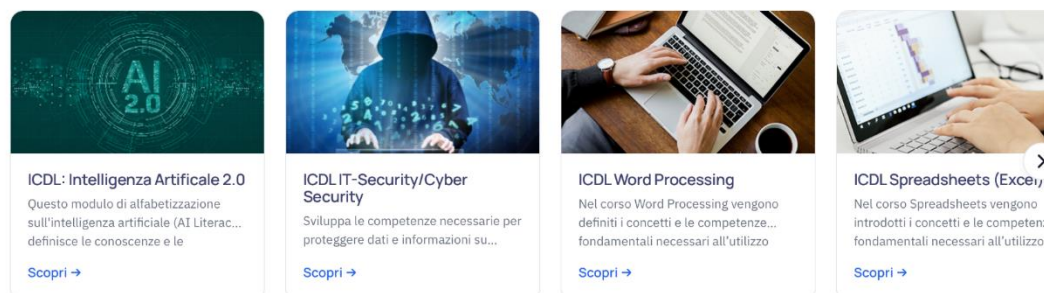 AI
2.0
ICDL: Intelligenza Artificale 2.0
Questo modulo di alfabetizzazione
sull'intelligenza artificiale (AI Literac...
definisce le conoscenze e le
Scopri →
ICDL IT-Security/Cyber
Security
Sviluppa le competenze necessarie per
proteggere dati e informazioni su...
Scopri →
ICDL Word Processing
Nel corso Word Processing vengono
definiti i concetti e le competenze...
fondamentali necessari all'utilizzo
Scopri →
ICDL Spreadsheets (Excel)
Nel corso Spreadsheets vengono
introdotti i concetti e le
fondamentali necessari all'utilizzo
Scopri →